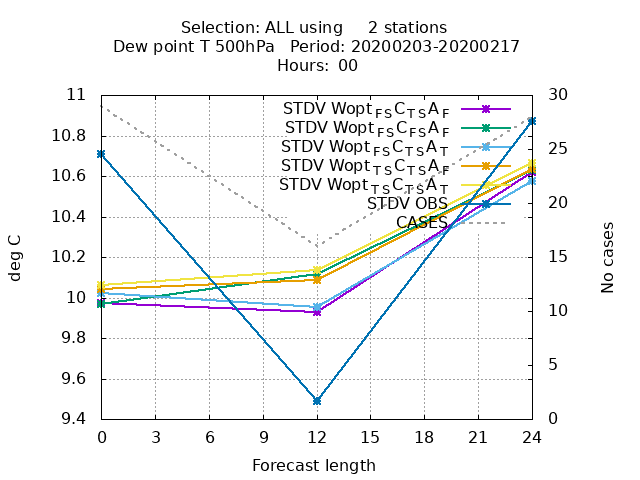 Selection: ALL using     2 stations
Dew point T 500hPa   Period: 20200203-20200217
Hours: 00
11
10.8
10.6
10.4
10.2
10
9.8
9.6
9.4
deg C
STDV Wopt_FS C_TS A_F
STDV Wopt_FS C_FS A_F
STDV Wopt_FS C_TS A_T
STDV Wopt_TS C_TS A_F
STDV Wopt_TS C_TS A_T
STDV OBS
CASES
30
25
20
15
10
5
0
No cases
0 3 6 9 12 15 18 21 24
Forecast length